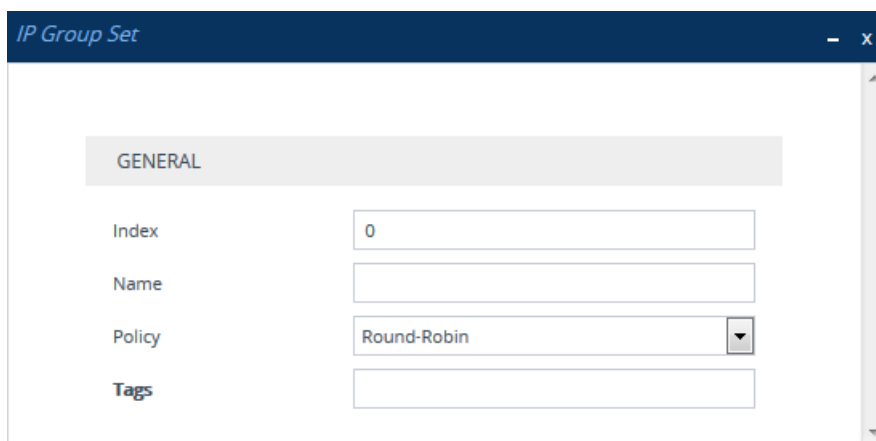 IP Group Set
– x
GENERAL
Index 0
Name
Policy Round-Robin
Tags